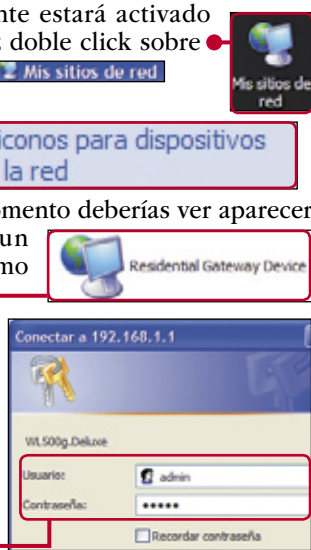 nte estará activado
z doble click sobre
Mis sitios de red
Mis sitios de
red
iconos para dispositivos
la red
omento deberías ver aparecer
un
mo
Residential Gateway Device
Conectar a 192.168.1.1
WL500g.Deluxe
Usuario:
admin
Contraseña:
•••••
Recordar contraseña